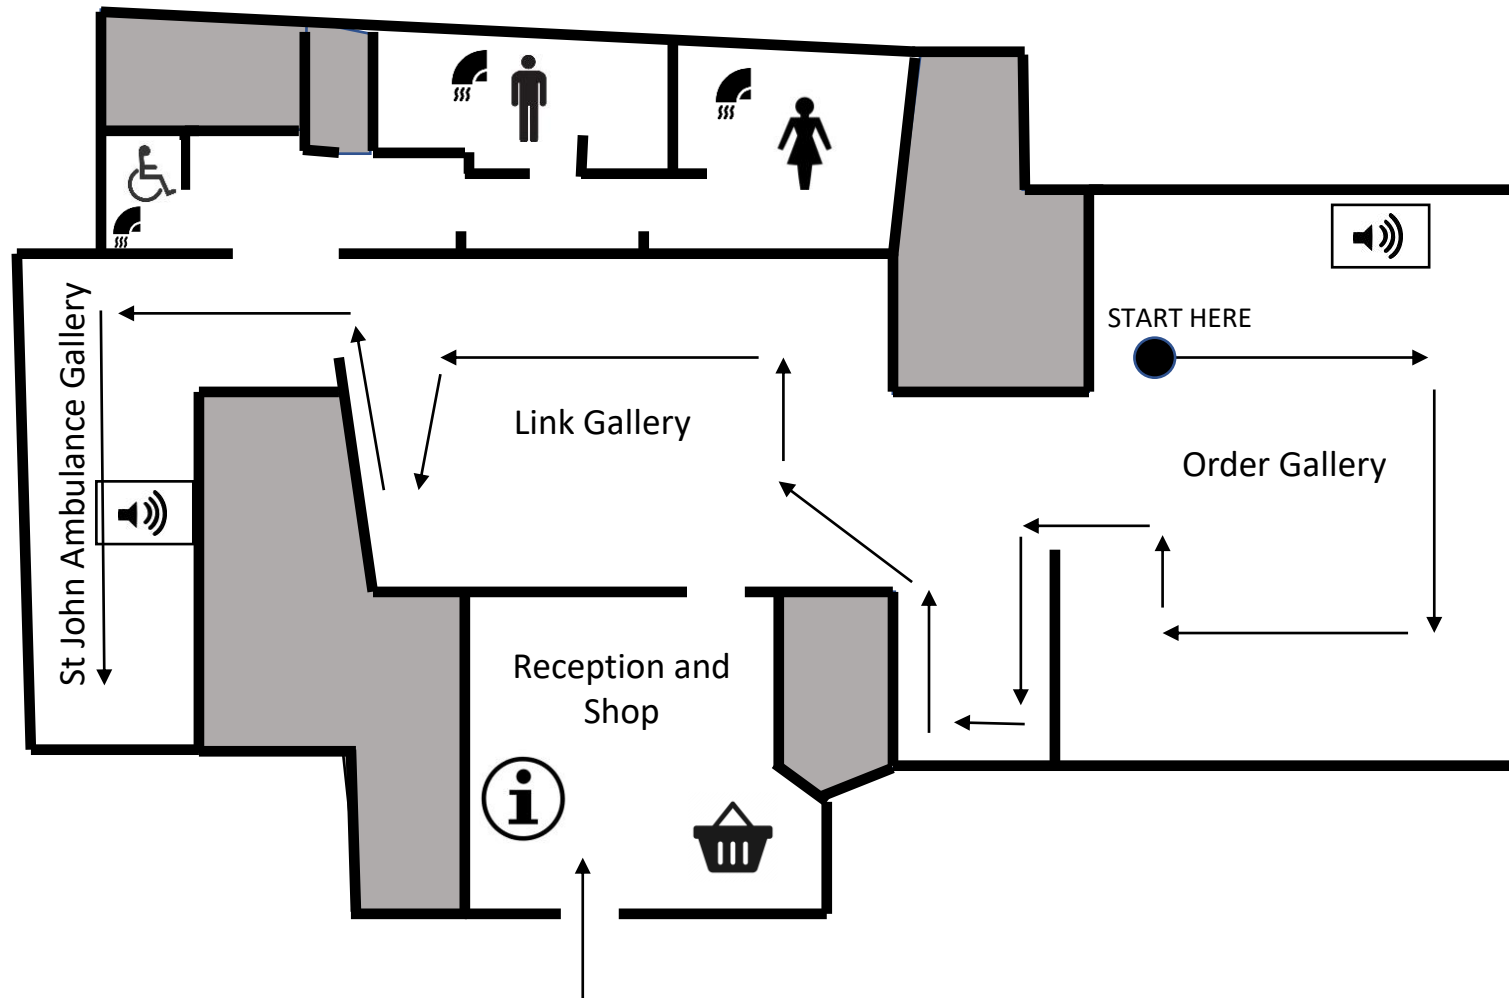 START HERE
St John Ambulance Gallery
Link Gallery
Order Gallery
Reception and
Shop